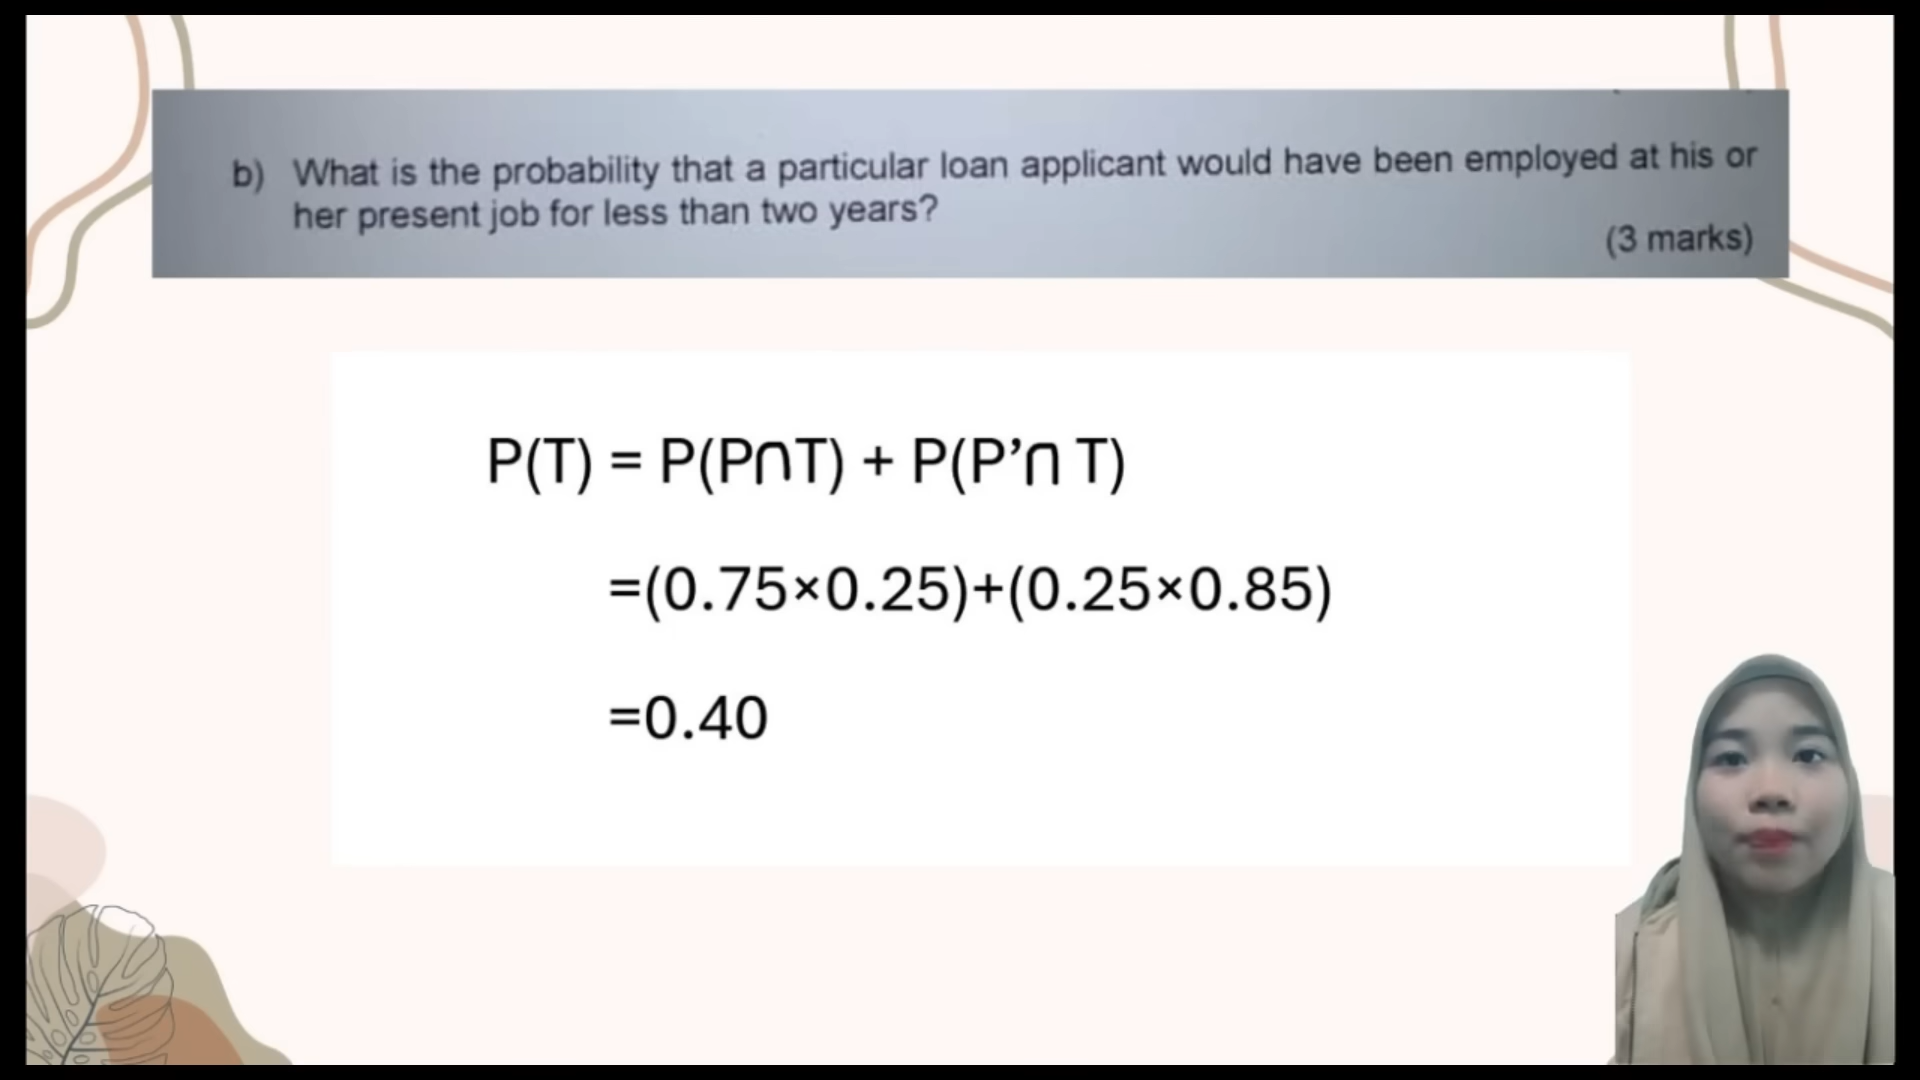 b) What is the probability that a particular loan applicant would have been employed at his or
her present job for less than two years?
(3 marks)
P(T) = P(P∩T) + P(P’∩ T)
=(0.75×0.25)+(0.25×0.85)
=0.40